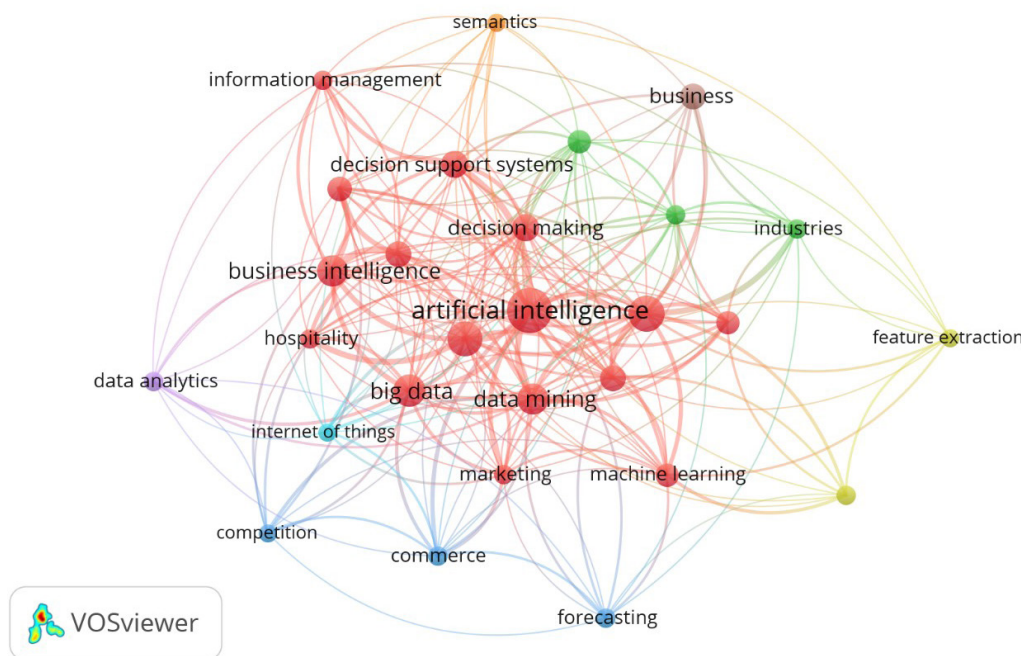 semantics
information management
business
decision support systems
decision making
industries
business intelligence
artificial intelligence
hospitality
feature extraction
data analytics
big data
data mining
internet of things
marketing
machine learning
competition
commerce
forecasting
VOSviewer